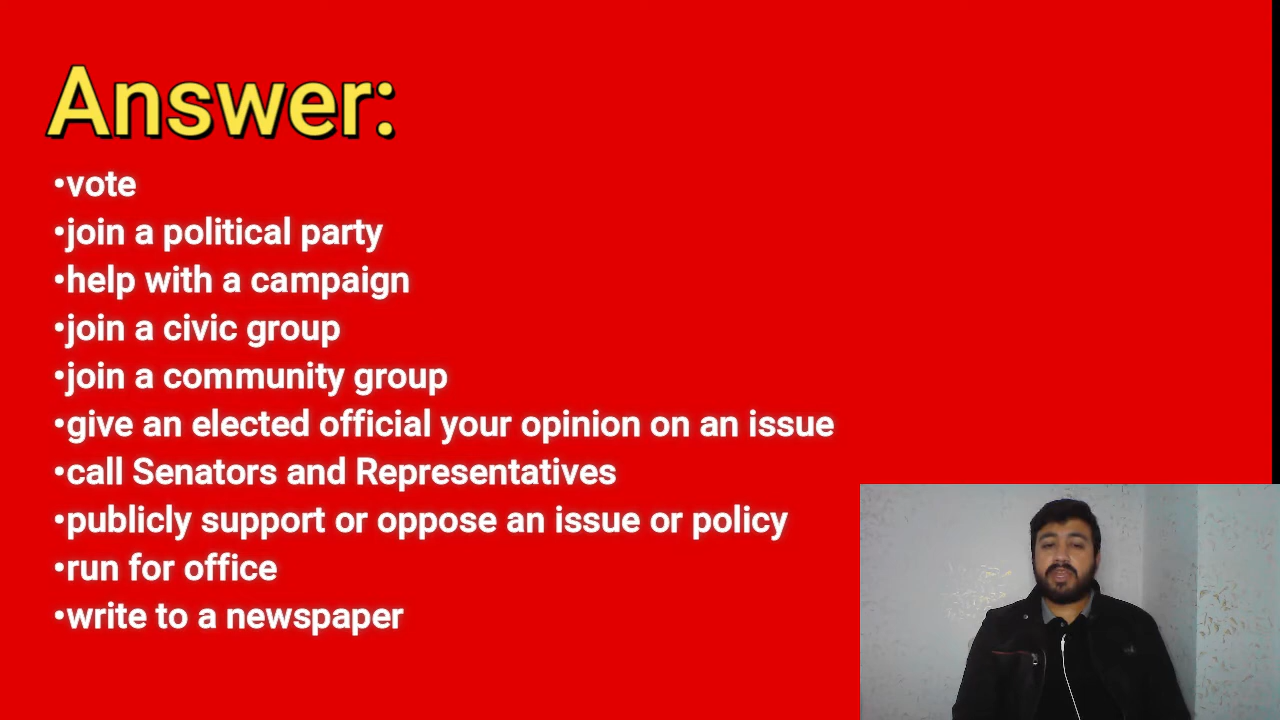 Answer:
•vote
•join a political party
•help with a campaign
•join a civic group
•join a community group
•give an elected official your opinion on an issue
•call Senators and Representatives
•publicly support or oppose an issue or policy
•run for office
•write to a newspaper